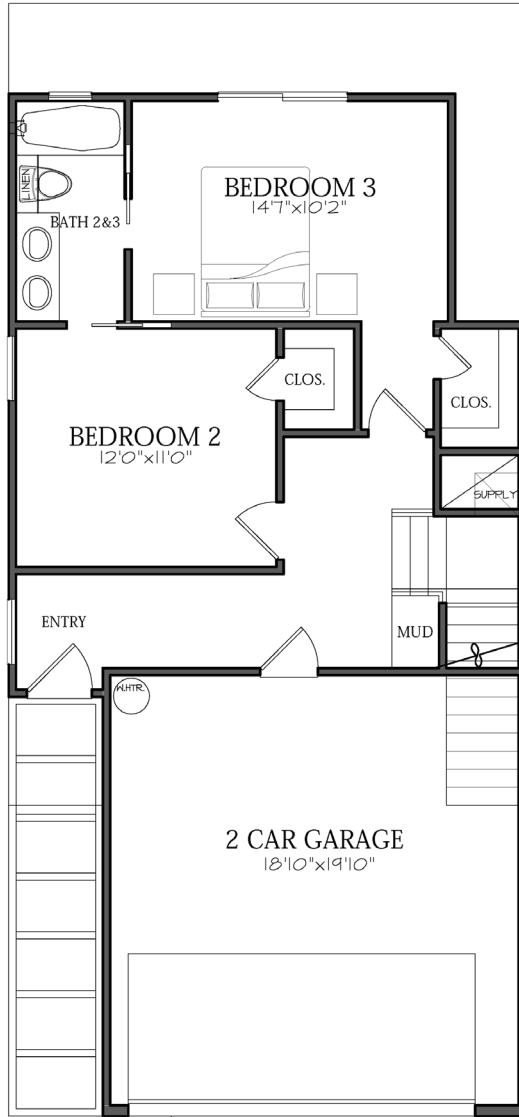 LINEN
BATH 2&3
BEDROOM 3
14'7"x10'2"
CLOS.
CLOS.
BEDROOM 2
12'0"x11'0"
SUPPLY
ENTRY
MUD
W.HTR.
2 CAR GARAGE
18'10"x19'10"